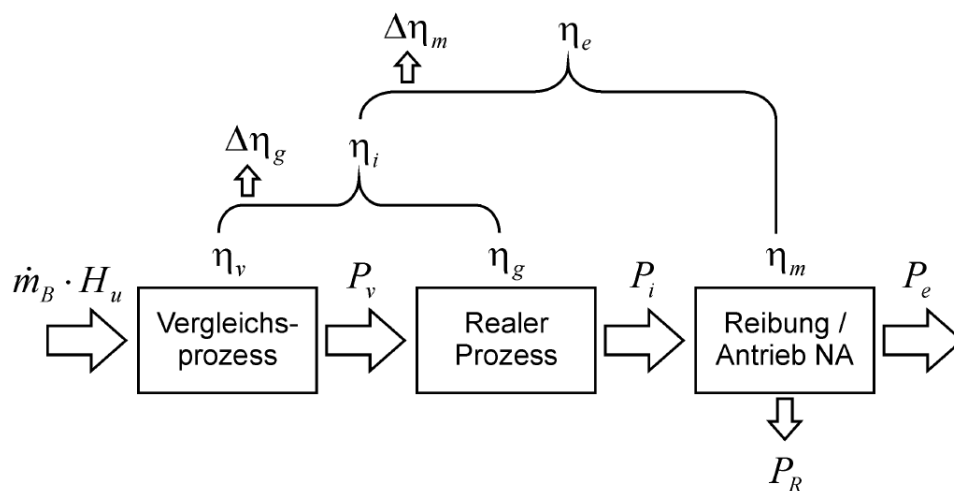 Δη_m
η_e
Δη_g
η_i
η_v
η_g
η_m
ṁ_B · H_u
P_v
P_i
P_e
Vergleichs-
prozess
Realer
Prozess
Reibung /
Antrieb NA
P_R